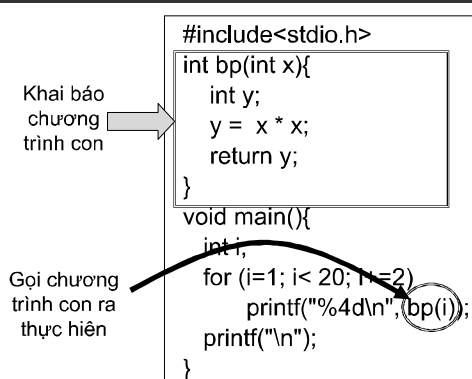 #include<stdio.h>
int bp(int x){
int y;
y = x * x;
return y;
}
void main(){
int i,
for (i=1; i< 20; i+=2)
printf("%4d\n", bp(i));
printf("\n");
}
Khai báo
chương
trình con
Gọi chương
trình con ra
thực hiện